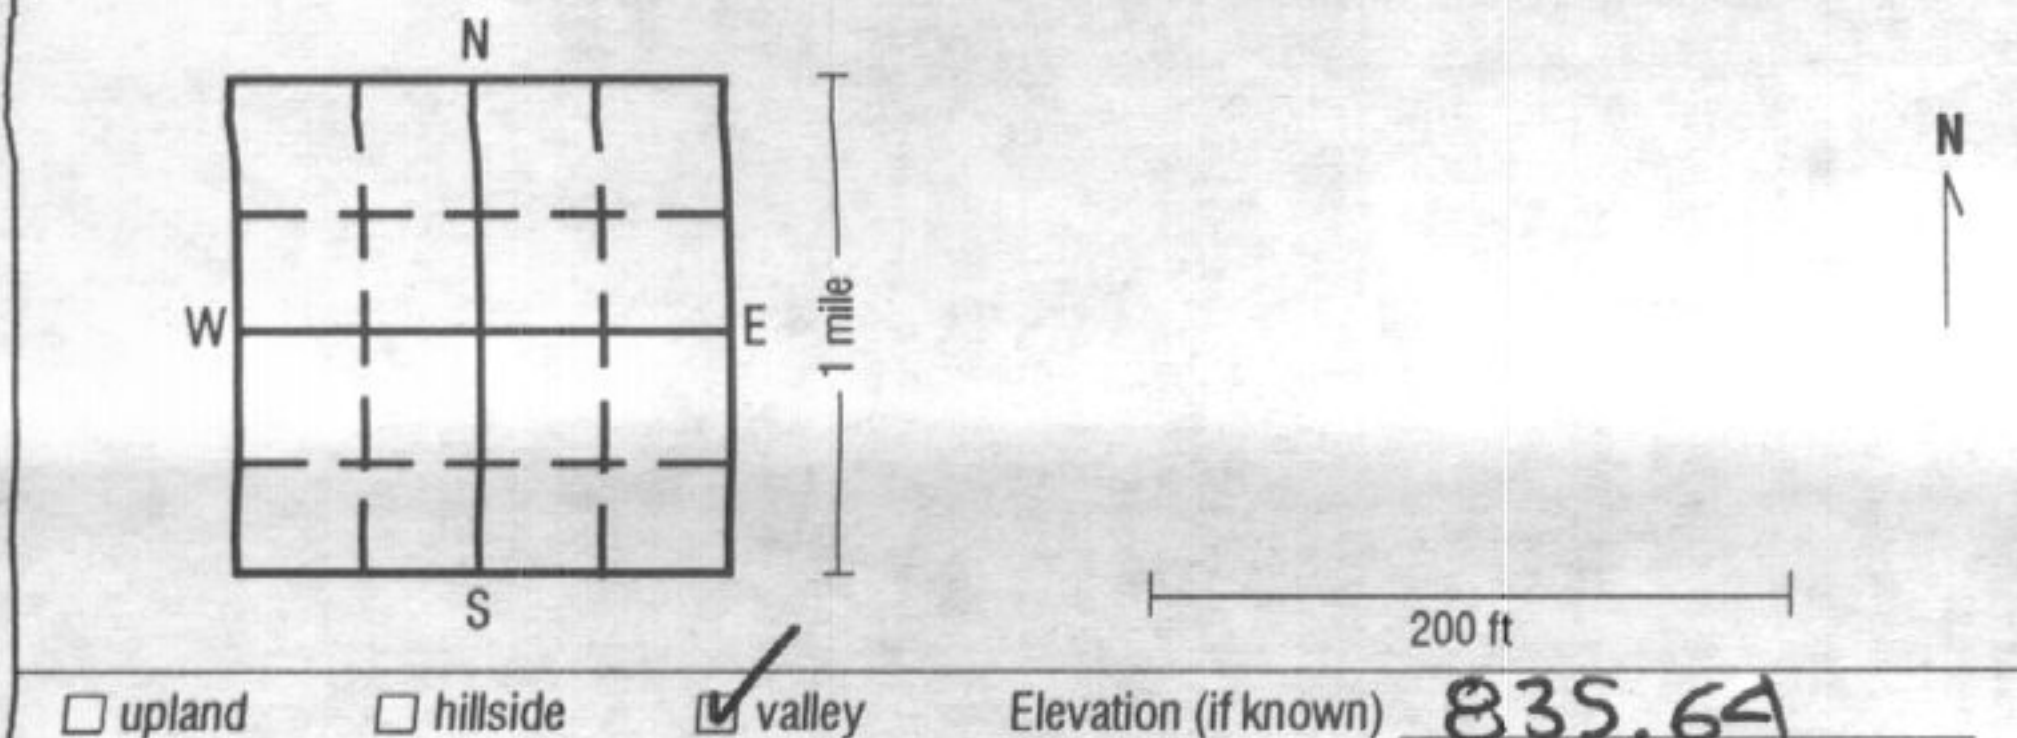 N
N
W
E
1 mile
S
200 ft
upland hillside valley Elevation (if known) 835.64